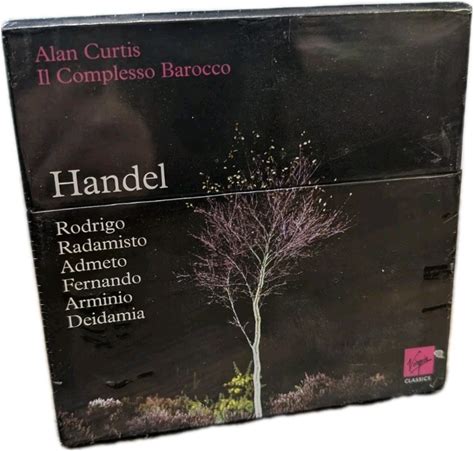 Alan Curtis
Il Complesso Barocco
Handel
Rodrigo
Radamisto
Admeto
Fernando
Arminio
Deidamia
Virgin
CLASSICS